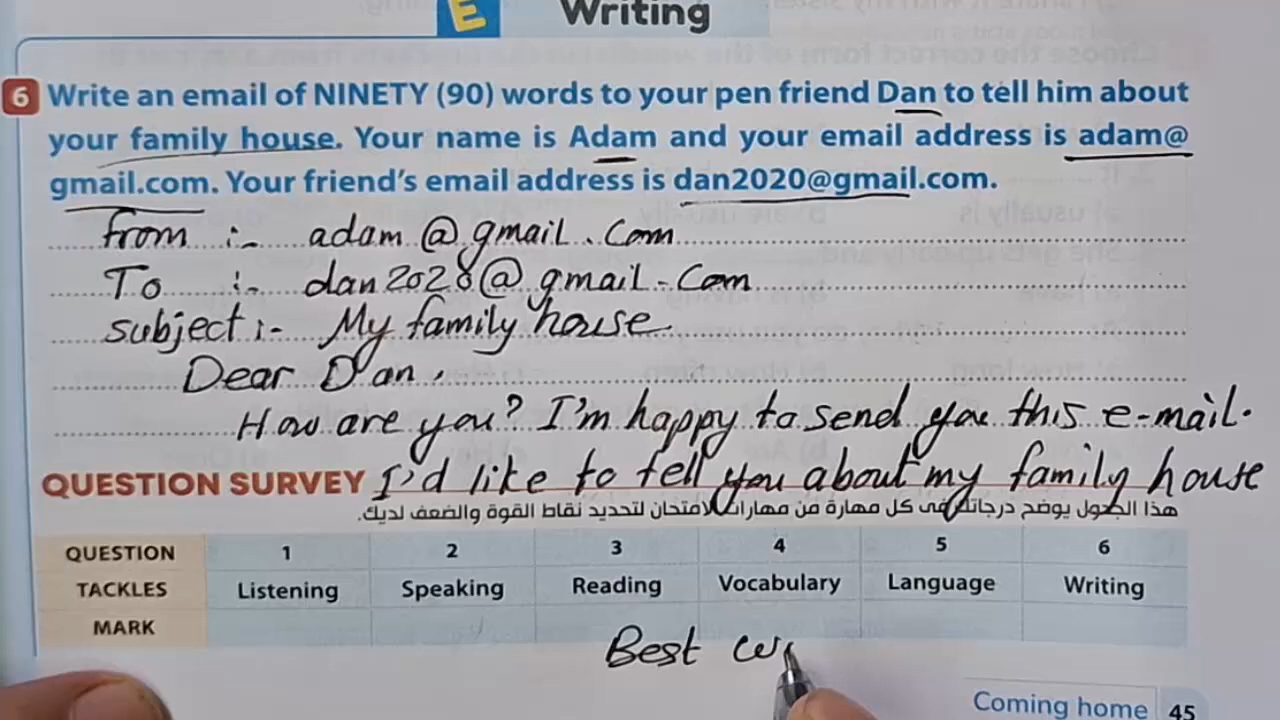 E Writing
6 Write an email of NINETY (90) words to your pen friend Dan to tell him about
your family house. Your name is Adam and your email address is adam@
gmail.com. Your friend's email address is dan2020@gmail.com.
from :- adam @ gmail . Com
To :- dan2020@ gmail . Com
subject :- My family house
Dear Dan,
How are you? I'm happy to send you this e-mail.
QUESTION SURVEY I'd like to tell you about my family house
هذا الجدول يوضح درجاتك فى كل مهارة من مهارات الامتحان لتحديد نقاط القوة والضعف لديك.
QUESTION 1 2 3 4 5 6
TACKLES Listening Speaking Reading Vocabulary Language Writing
MARK
Best
Coming home 45